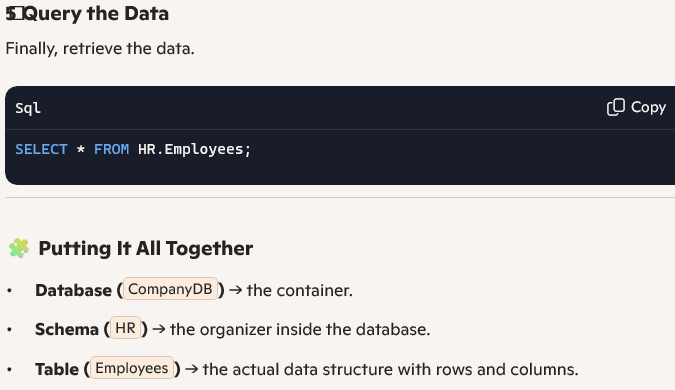 5 Query the Data
Finally, retrieve the data.
Sql
Copy
SELECT * FROM HR.Employees;
Putting It All Together
• Database (CompanyDB) → the container.
• Schema (HR) → the organizer inside the database.
• Table (Employees) → the actual data structure with rows and columns.